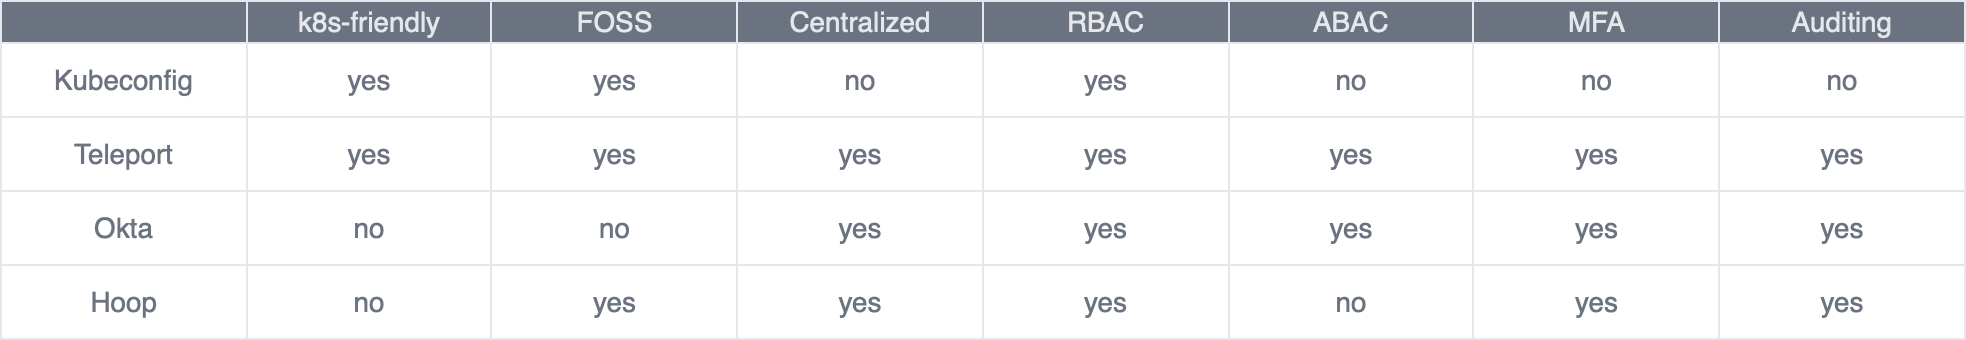 k8s-friendly FOSS Centralized RBAC ABAC MFA Auditing
Kubeconfig yes yes no yes no no no
Teleport yes yes yes yes yes yes yes
Okta no no yes yes yes yes yes
Hoop no yes yes yes no yes yes